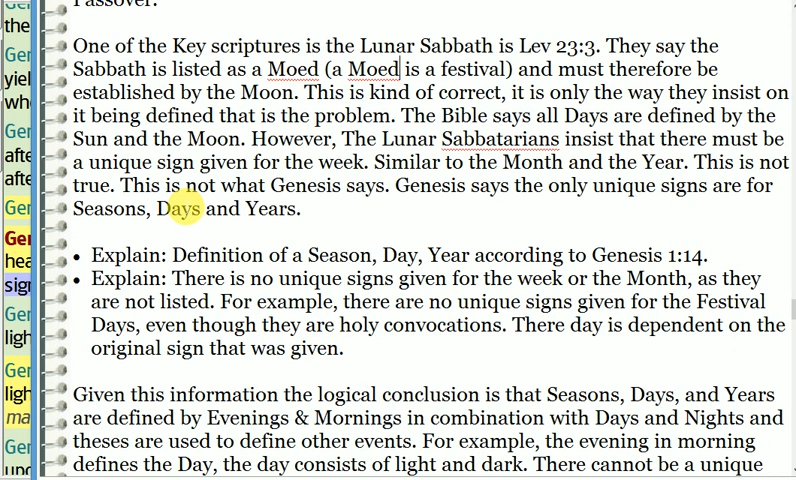 Passover.
One of the Key scriptures is the Lunar Sabbath is Lev 23:3. They say the
Sabbath is listed as a Moed (a Moed is a festival) and must therefore be
established by the Moon. This is kind of correct, it is only the way they insist on
it being defined that is the problem. The Bible says all Days are defined by the
Sun and the Moon. However, The Lunar Sabbatarians insist that there must be
a unique sign given for the week. Similar to the Month and the Year. This is not
true. This is not what Genesis says. Genesis says the only unique signs are for
Seasons, Days and Years.
• Explain: Definition of a Season, Day, Year according to Genesis 1:14.
• Explain: There is no unique signs given for the week or the Month, as they
are not listed. For example, there are no unique signs given for the Festival
Days, even though they are holy convocations. There day is dependent on the
original sign that was given.
Given this information the logical conclusion is that Seasons, Days, and Years
are defined by Evenings & Mornings in combination with Days and Nights and
theses are used to define other events. For example, the evening in morning
defines the Day, the day consists of light and dark. There cannot be a unique
Gen
the
Gen
yiel
who
Gen
afte
afte
Gen
Gen
hea
sign
Gen
ligh
Gen
ligh
ma
Gen